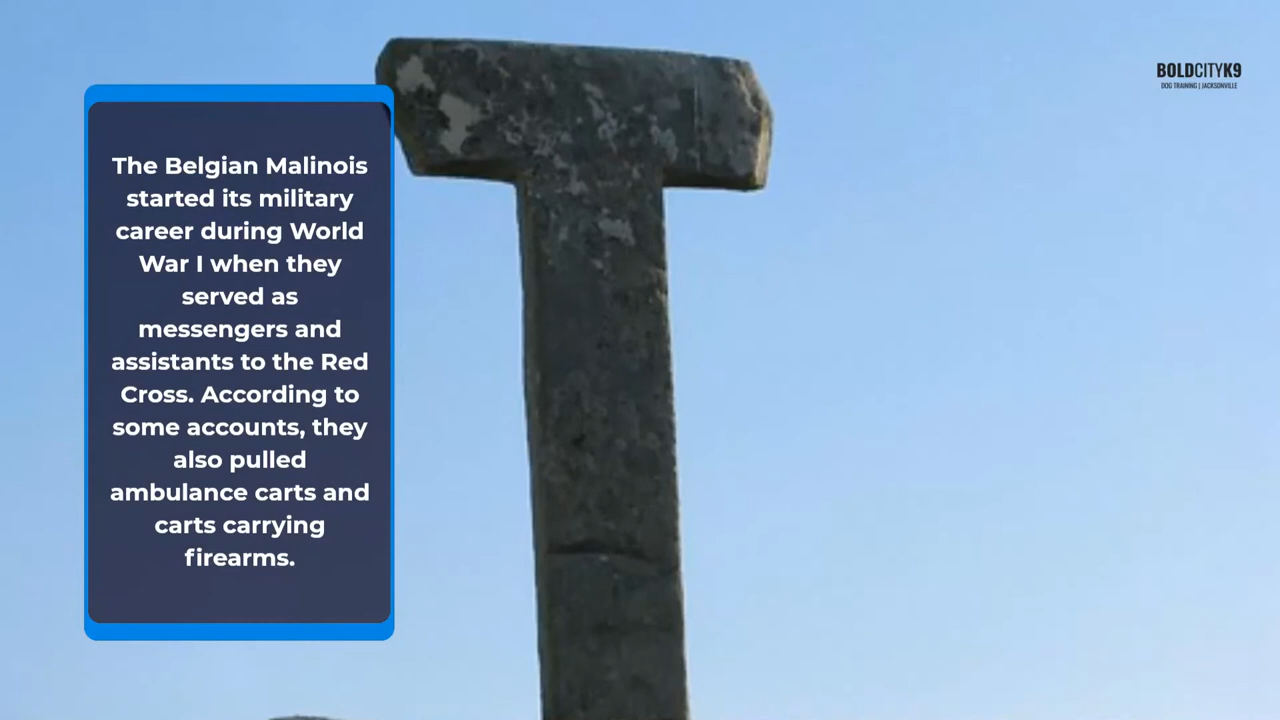 The Belgian Malinois
started its military
career during World
War I when they
served as
messengers and
assistants to the Red
Cross. According to
some accounts, they
also pulled
ambulance carts and
carts carrying
firearms.
BOLDCITYK9
DOG TRAINING | JACKSONVILLE